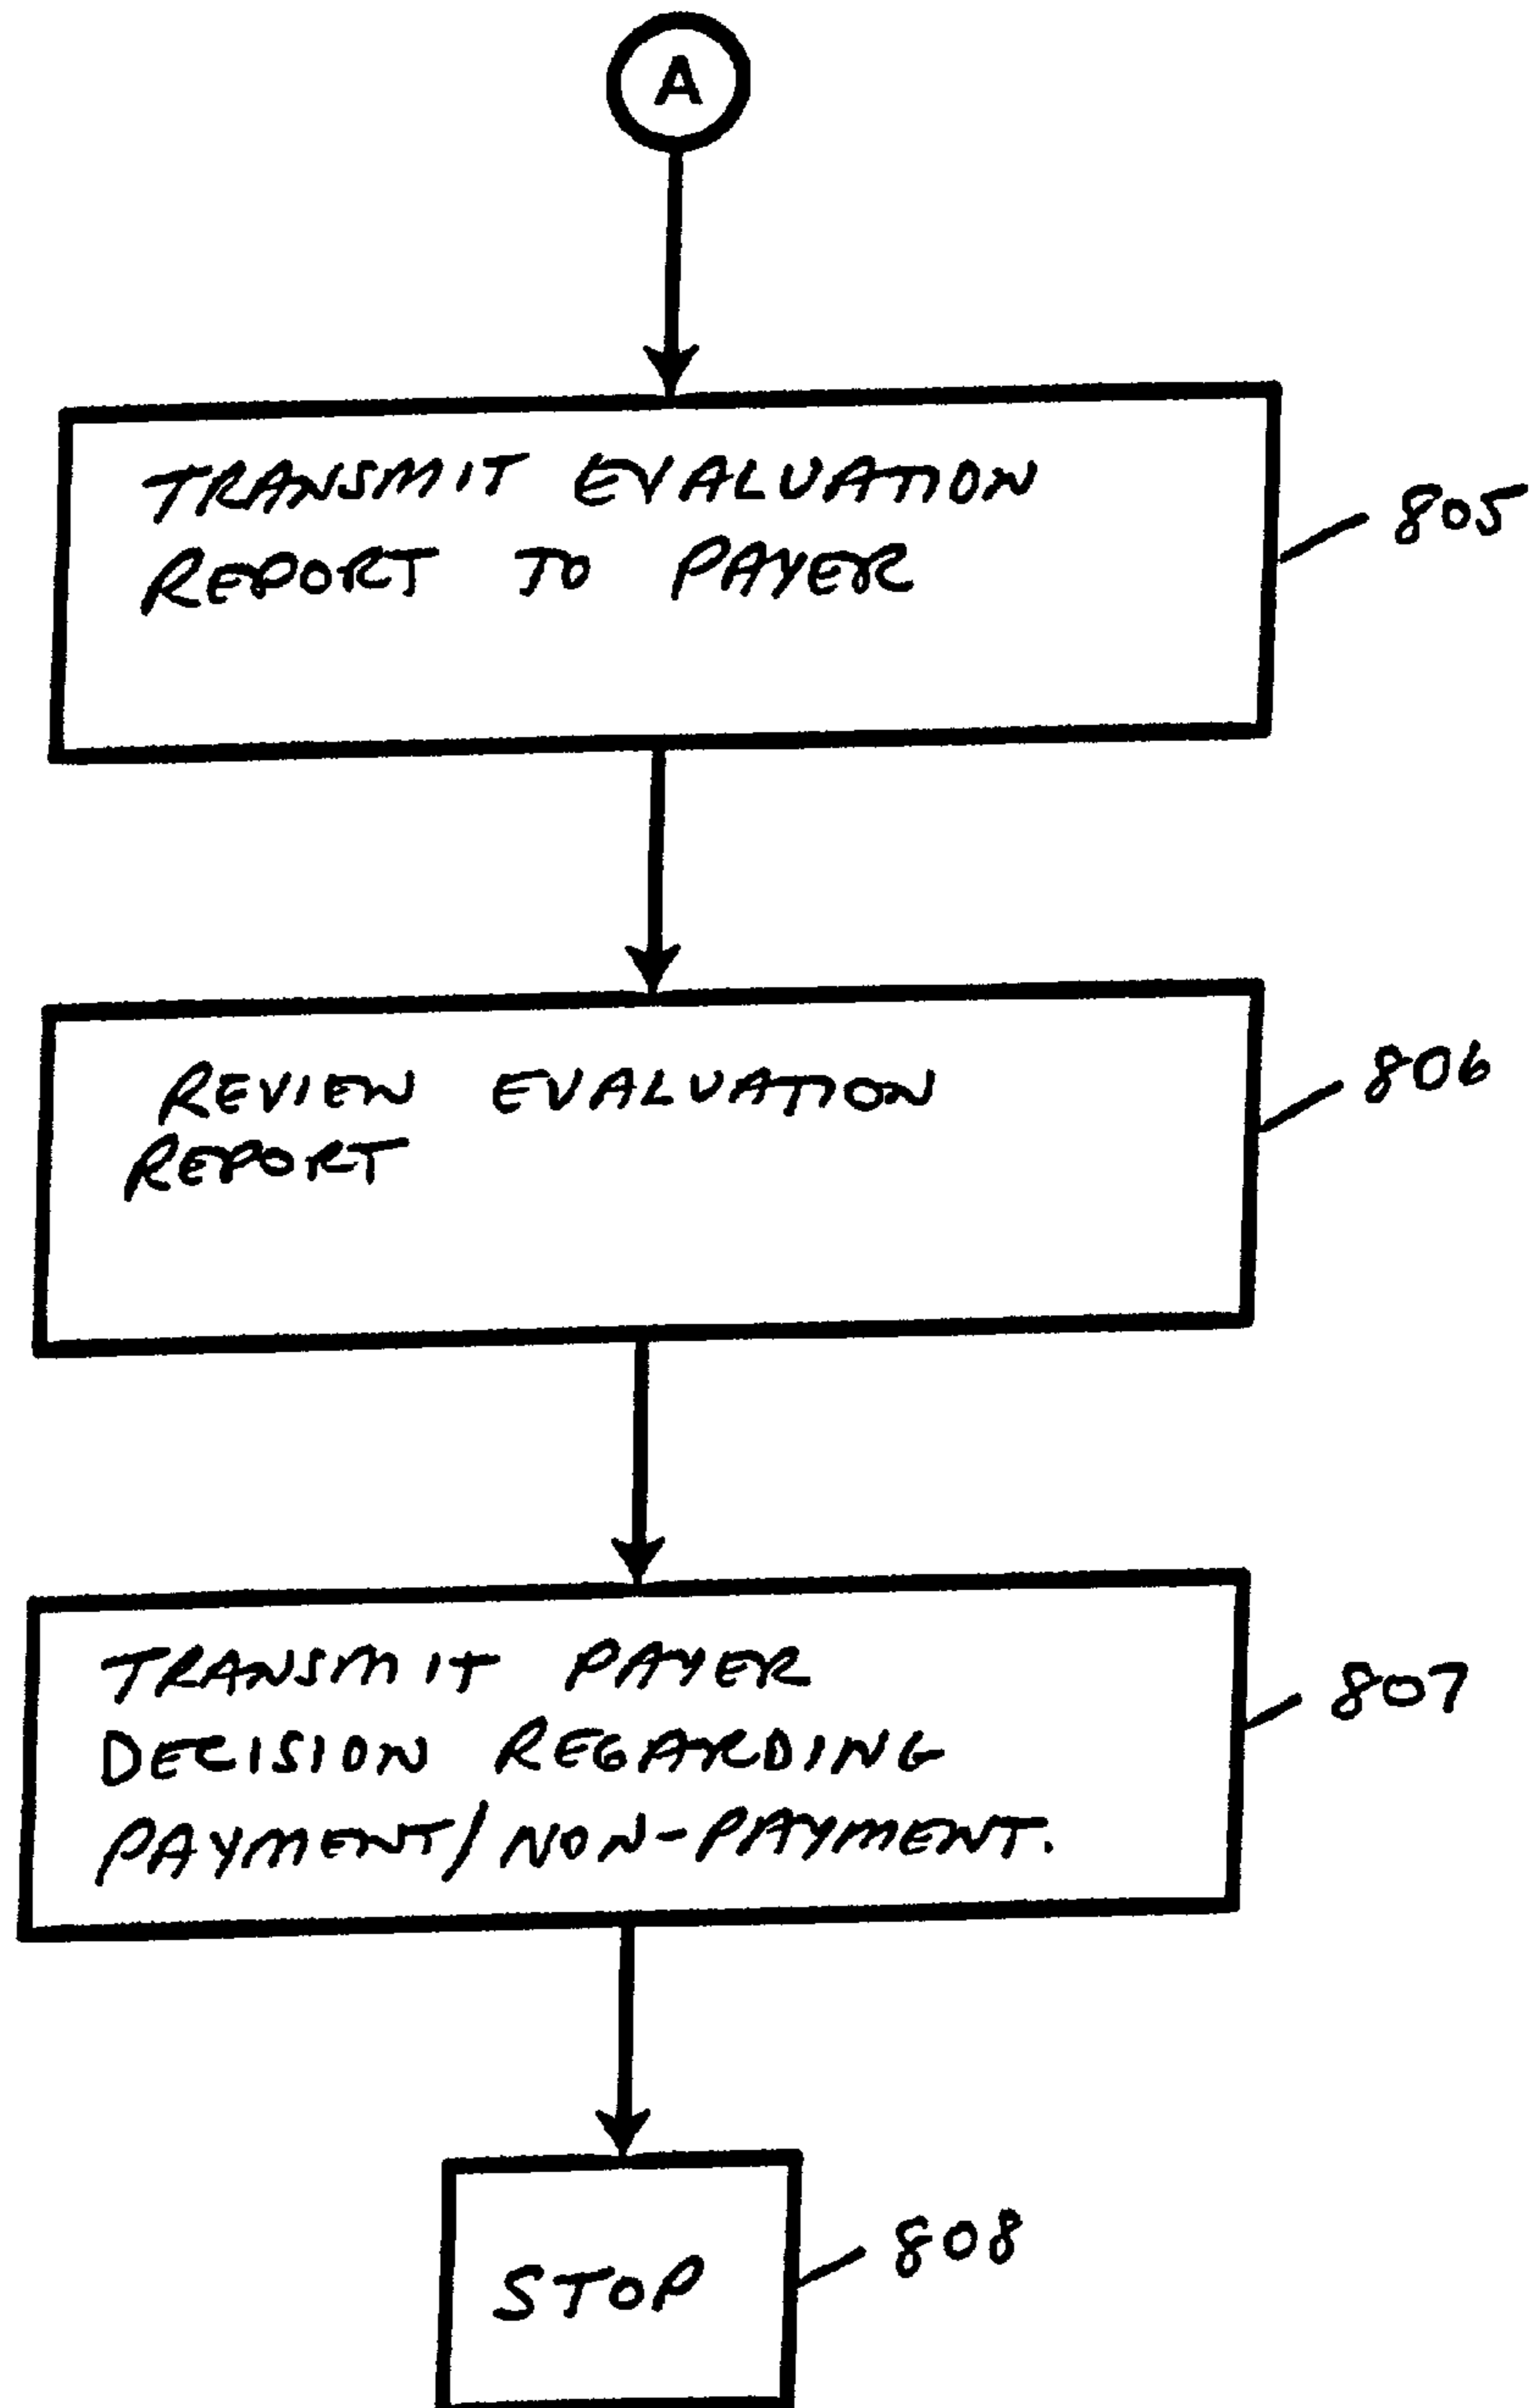 A
TRANSMIT EVALUATION
REPORT TO PAYER
805
REVIEW EVALUATION
REPORT
806
TRANSMIT PAYER
DECISION REGARDING
PAYMENT/NON-PAYMENT.
807
STOP
808